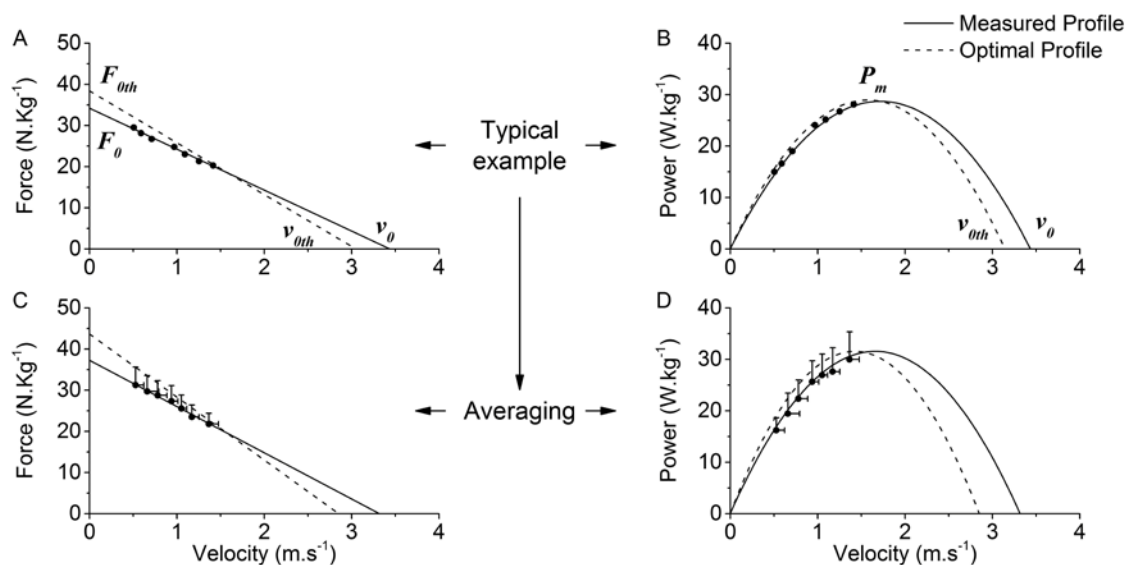 Measured Profile
Optimal Profile
A
50
40
30
20
10
0
Force (N.Kg-1)
F0th
F0
v0th
v0
0 1 2 3 4
Typical
example
B
50
40
30
20
10
0
Power (W.kg-1)
Pm
v0th
v0
0 1 2 3 4
C
50
40
30
20
10
0
Force (N.Kg-1)
0 1 2 3 4
Velocity (m.s-1)
Averaging
D
50
40
30
20
10
0
Power (W.kg-1)
0 1 2 3 4
Velocity (m.s-1)